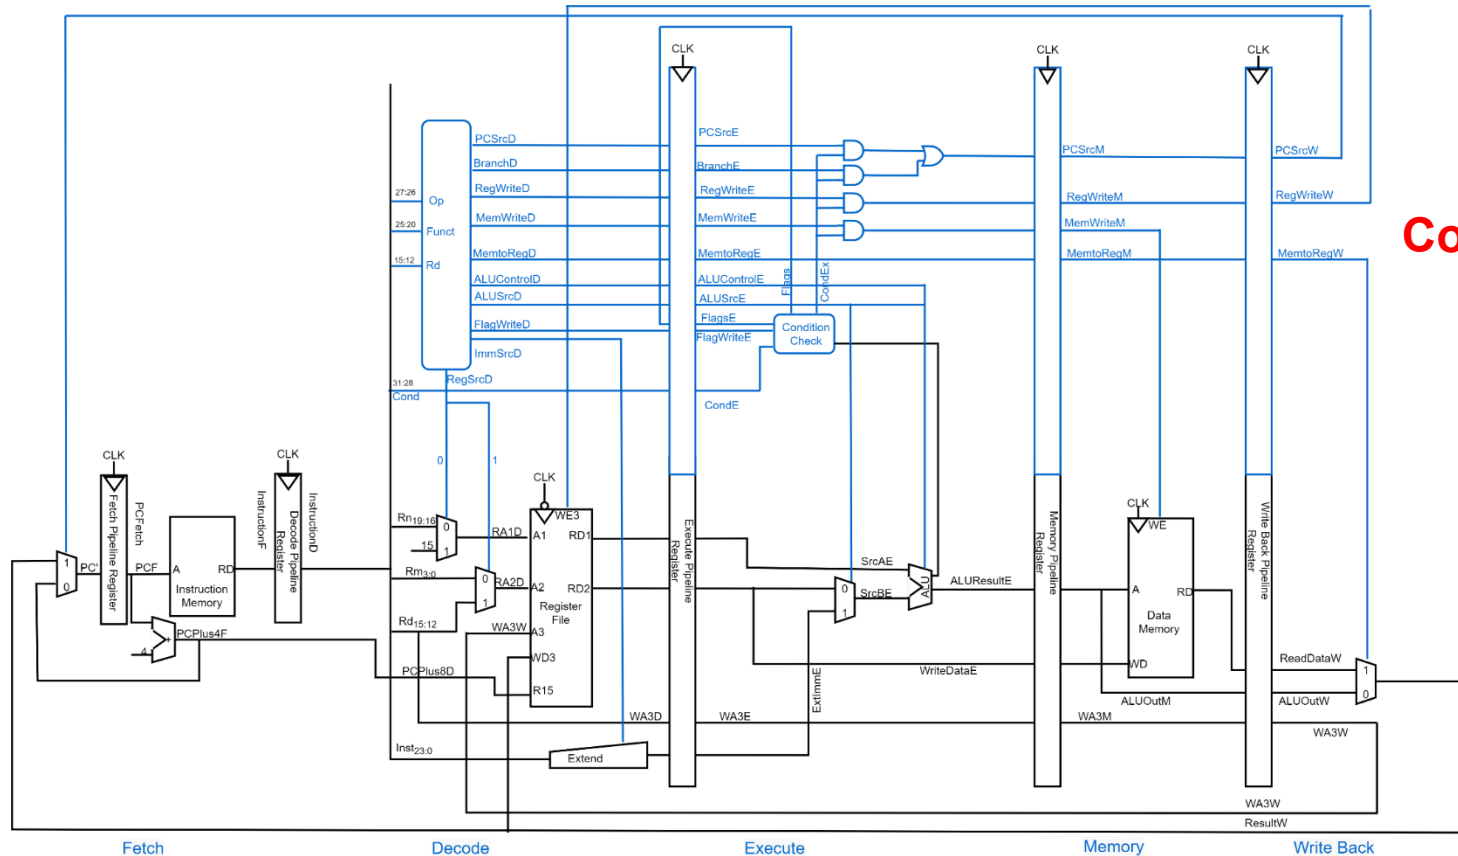 CLK
CLK
CLK
PCSrcD
PCSrcE
PCSrcM
PCSrcW
BranchD
BranchE
27:26
Op
RegWriteD
RegWriteE
RegWriteM
RegWriteW
25:20
Funct
MemWriteD
MemWriteE
MemWriteM
Co
15:12
Rd
MemtoRegD
MemtoRegE
MemtoRegM
MemtoRegW
ALUControlD
ALUControlE
Flags
CondEx
ALUSrcD
ALUSrcE
FlagWriteD
FlagsE
FlagWriteE
Condition
Check
ImmSrcD
RegSrcD
31:28
Cond
CondE
CLK
CLK
0
1
CLK
CLK
Fetch Pipeline Register
PCFetch
InstructionF
Decode Pipeline
Register
InstructionD
Rn19:16
0
1
15
RA1D
WE3
A1
RD1
Execute Pipeline
Register
Memory Pipeline
Register
WE
Write Back Pipeline
Register
1
0
PC'
PCF
A
RD
Instruction
Memory
Rm3:0
0
1
RA2D
A2
RD2
Register
File
SrcAE
0
1
SrcBE
ALU
ALUResultE
A
RD
Data
Memory
4
+
PCPlus4F
Rd15:12
WA3W
A3
WD3
PCPlus8D
R15
ExtImmE
WriteDataE
WD
ReadDataW
1
0
ALUOutM
ALUOutW
WA3D
WA3E
WA3M
WA3W
Inst23:0
Extend
WA3W
ResultW
Fetch
Decode
Execute
Memory
Write Back